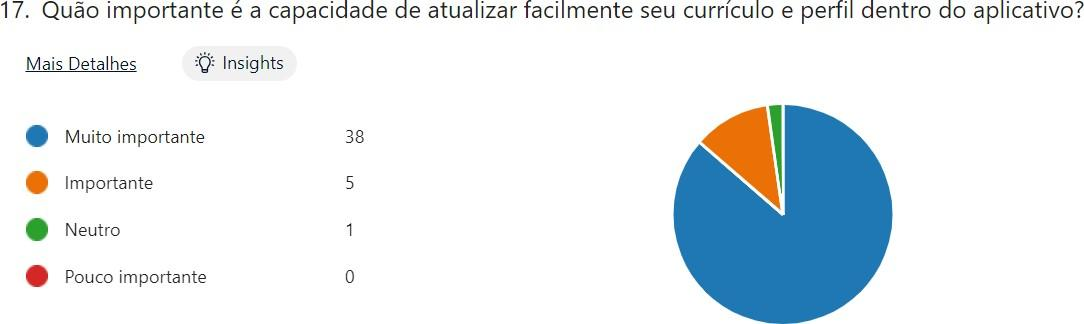 17. Quão importante é a capacidade de atualizar facilmente seu currículo e perfil dentro do aplicativo?
Mais Detalhes Insights
Muito importante 38
Importante 5
Neutro 1
Pouco importante 0